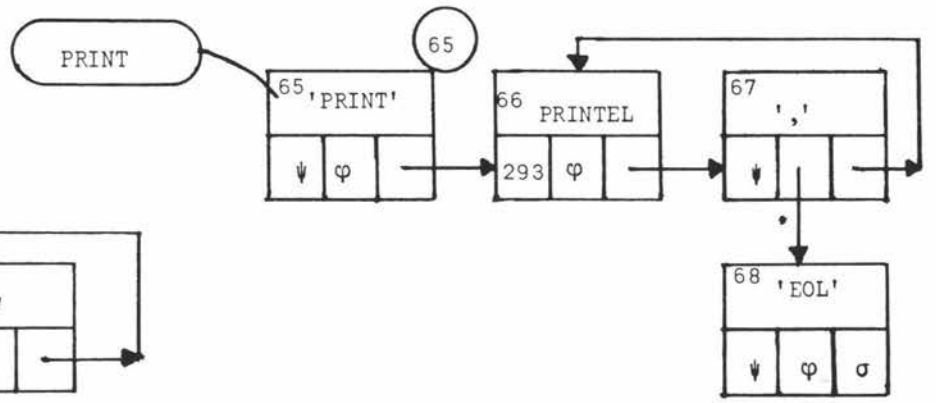 PRINT
65
65 'PRINT'
ψ φ
66 PRINTEL
293 φ
67 ','
ψ
68 'EOL'
ψ φ σ